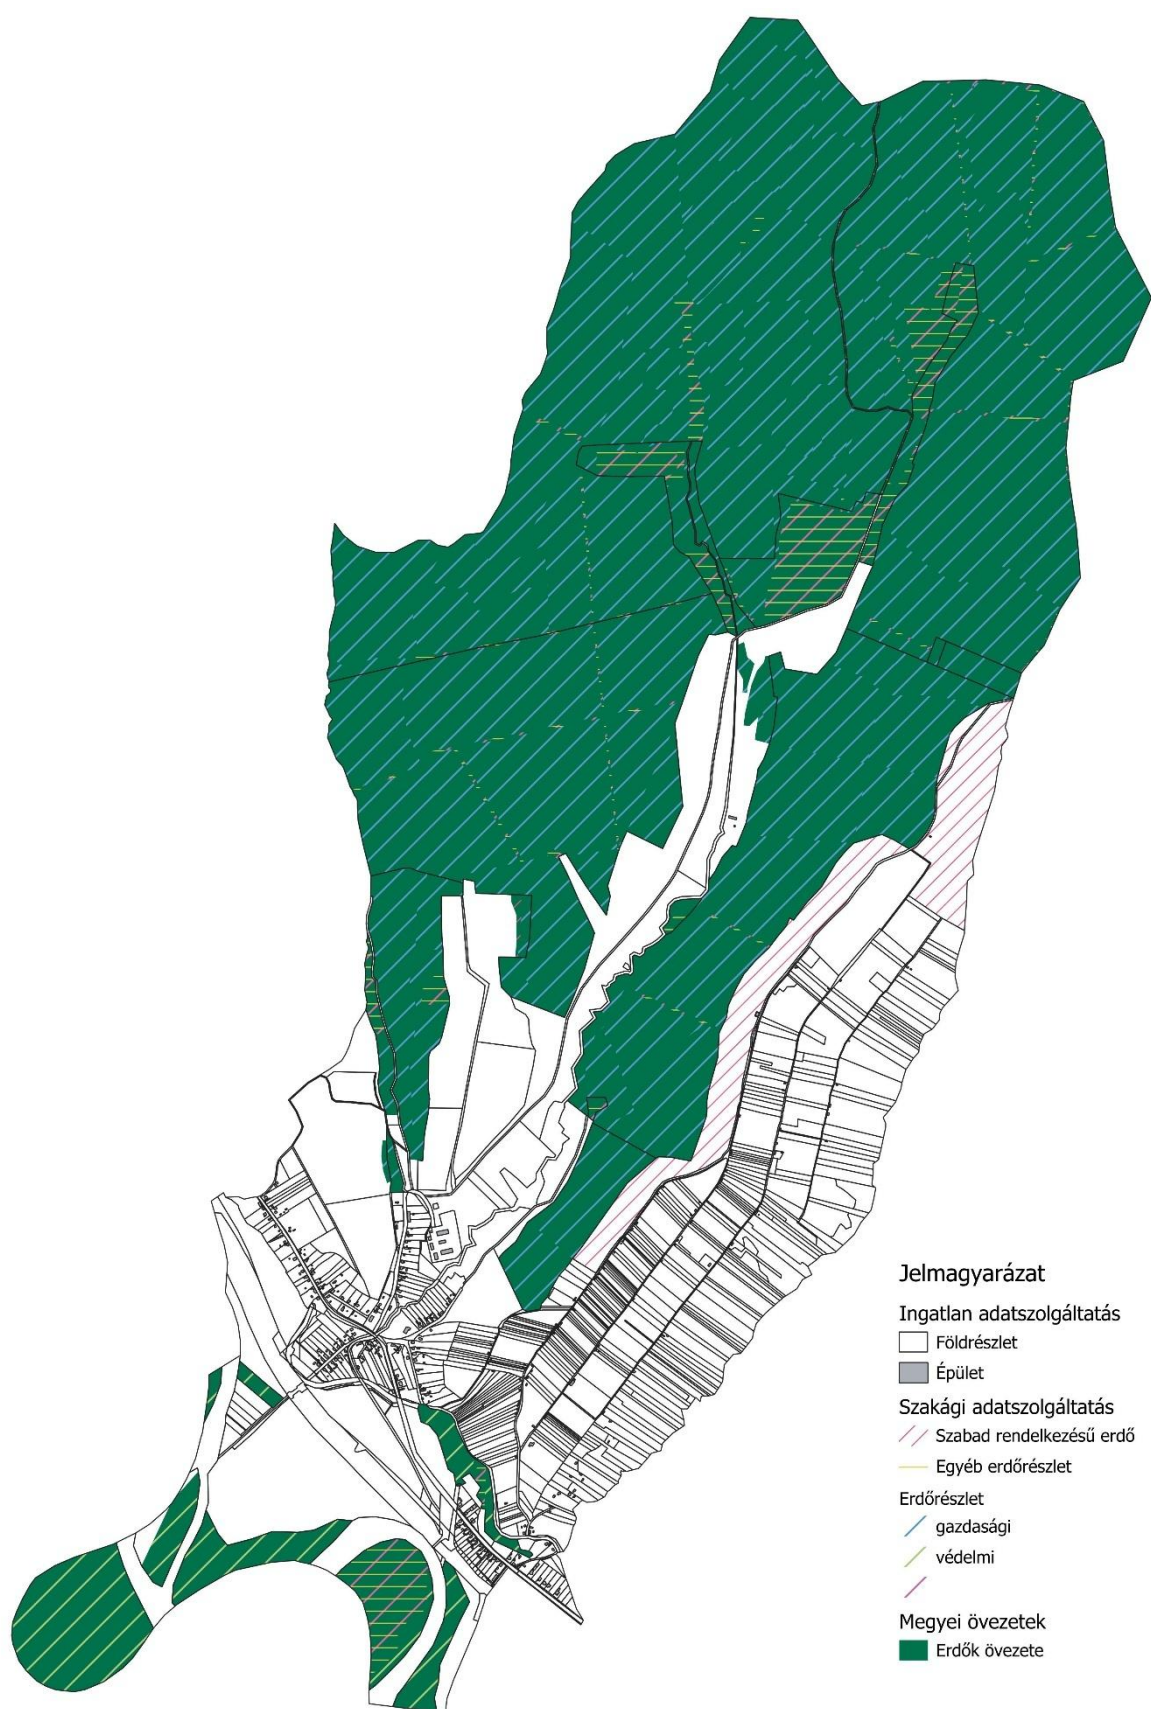 Jelmagyarázat
Ingatlan adatszolgáltatás
Földrészlet
Épület
Szakági adatszolgáltatás
Szabad rendelkezésű erdő
Egyéb erdőrészlet
Erdőrészlet
gazdasági
védelmi
Megyei övezetek
Erdők övezete